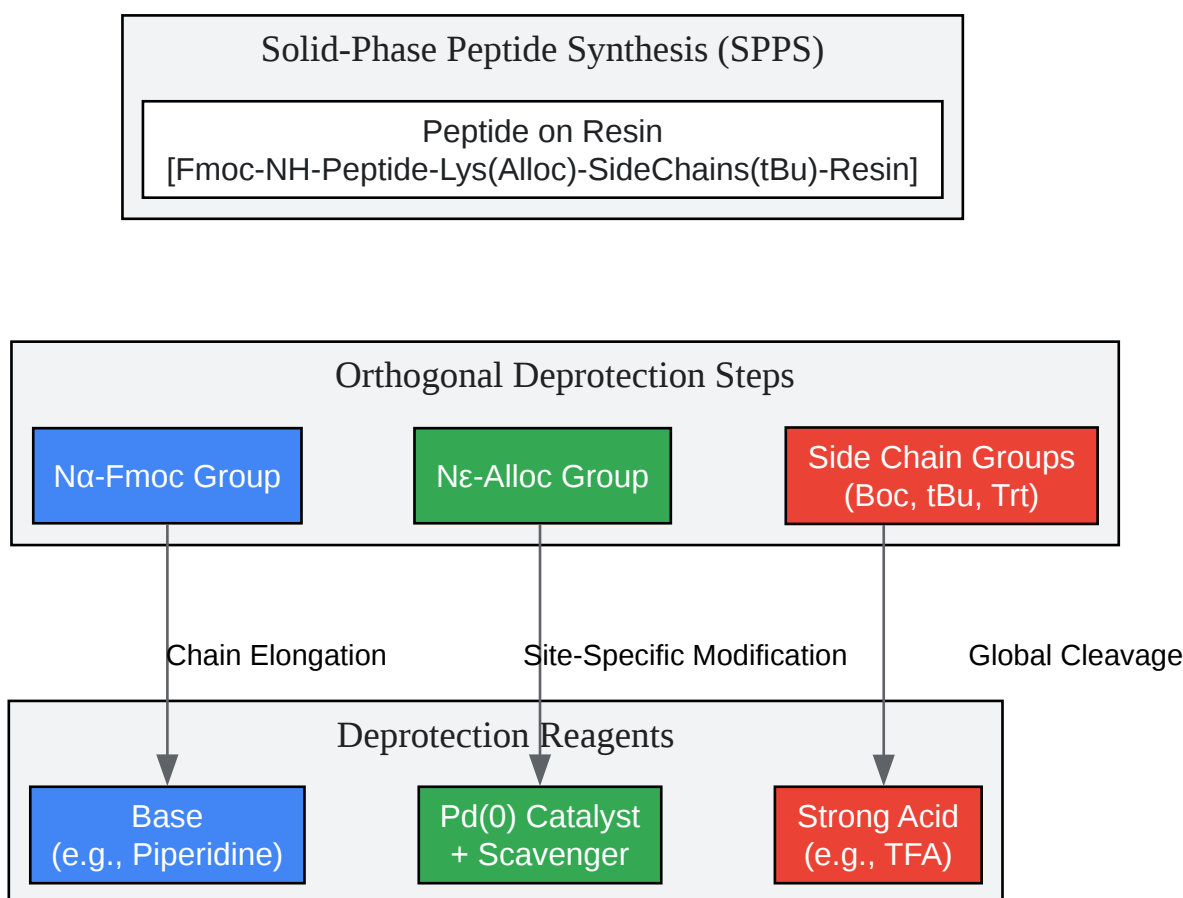 Solid-Phase Peptide Synthesis (SPPS)
Peptide on Resin
[Fmoc-NH-Peptide-Lys(Alloc)-SideChains(tBu)-Resin]
Orthogonal Deprotection Steps
Nα-Fmoc Group
Nε-Alloc Group
Side Chain Groups
(Boc, tBu, Trt)
Chain Elongation
Site-Specific Modification
Global Cleavage
Deprotection Reagents
Base
(e.g., Piperidine)
Pd(0) Catalyst
+ Scavenger
Strong Acid
(e.g., TFA)